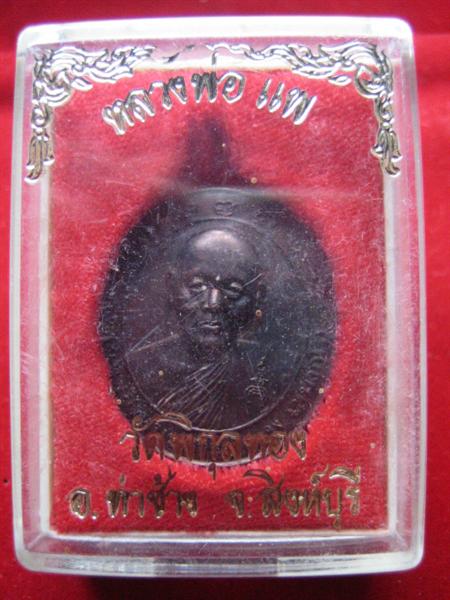 หลวงพ่อ แพ
วัดพิกุลทอง
อ. ท่าช้าง จ. สิงห์บุรี